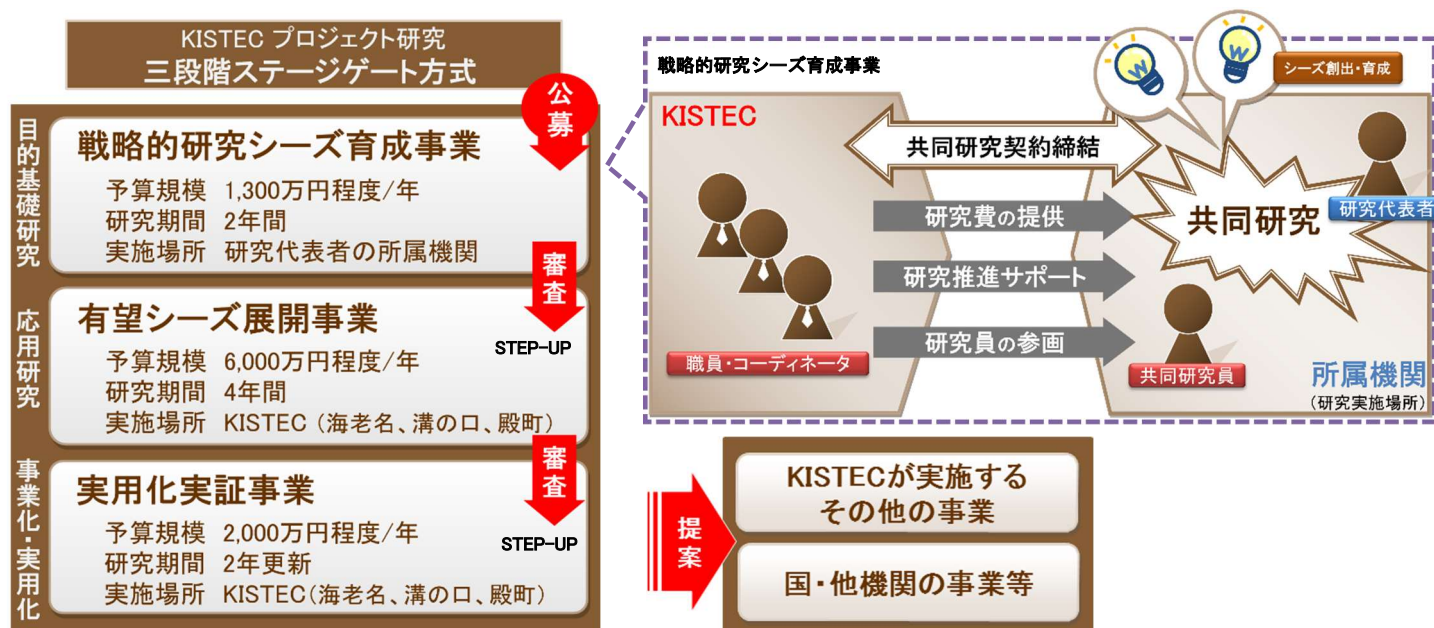 KISTEC プロジェクト研究
三段階ステージゲート方式
公募
目的基礎研究
戦略的研究シーズ育成事業
予算規模 1,300万円程度/年
研究期間 2年間
実施場所 研究代表者の所属機関
審査
STEP-UP
応用研究
有望シーズ展開事業
予算規模 6,000万円程度/年
研究期間 4年間
実施場所 KISTEC（海老名、溝の口、殿町）
審査
STEP-UP
事業化・実用化
実用化実証事業
予算規模 2,000万円程度/年
研究期間 2年更新
実施場所 KISTEC(海老名、溝の口、殿町)
戦略的研究シーズ育成事業
シーズ創出・育成
KISTEC
共同研究契約締結
研究費の提供
研究推進サポート
研究員の参画
職員・コーディネータ
共同研究
研究代表者
共同研究員
所属機関
(研究実施場所)
提案
KISTECが実施する
その他の事業
国・他機関の事業等